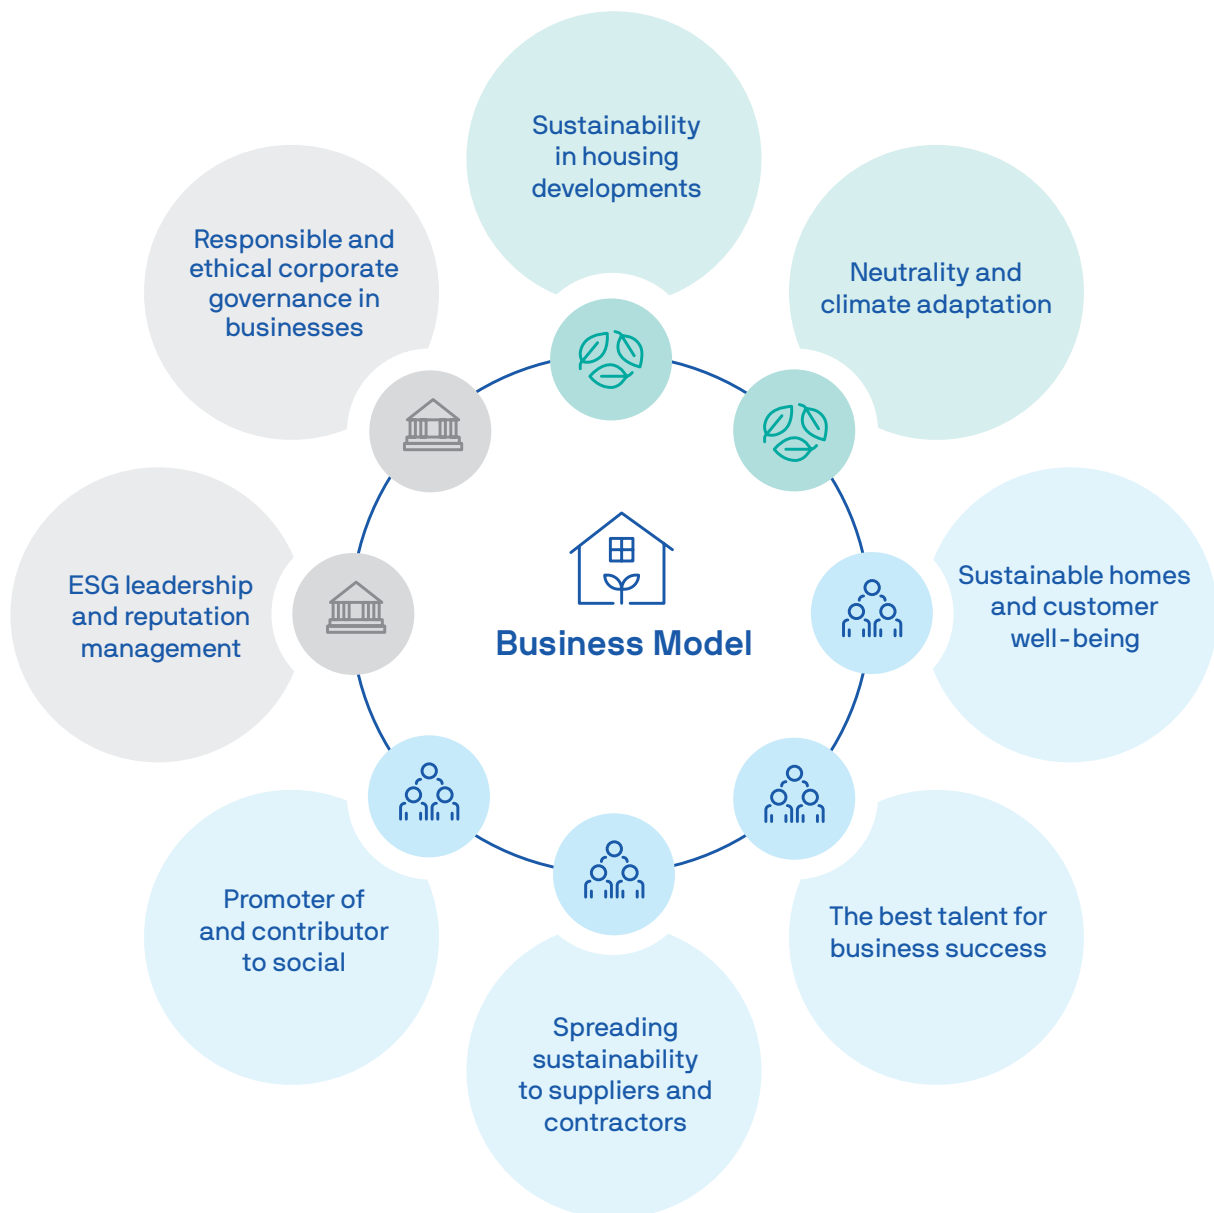 Sustainability
in housing
developments
Neutrality and
climate adaptation
Sustainable homes
and customer
well-being
The best talent for
business success
Spreading
sustainability
to suppliers and
contractors
Promoter of
and contributor
to social
ESG leadership
and reputation
management
Responsible and
ethical corporate
governance in
businesses
Business Model